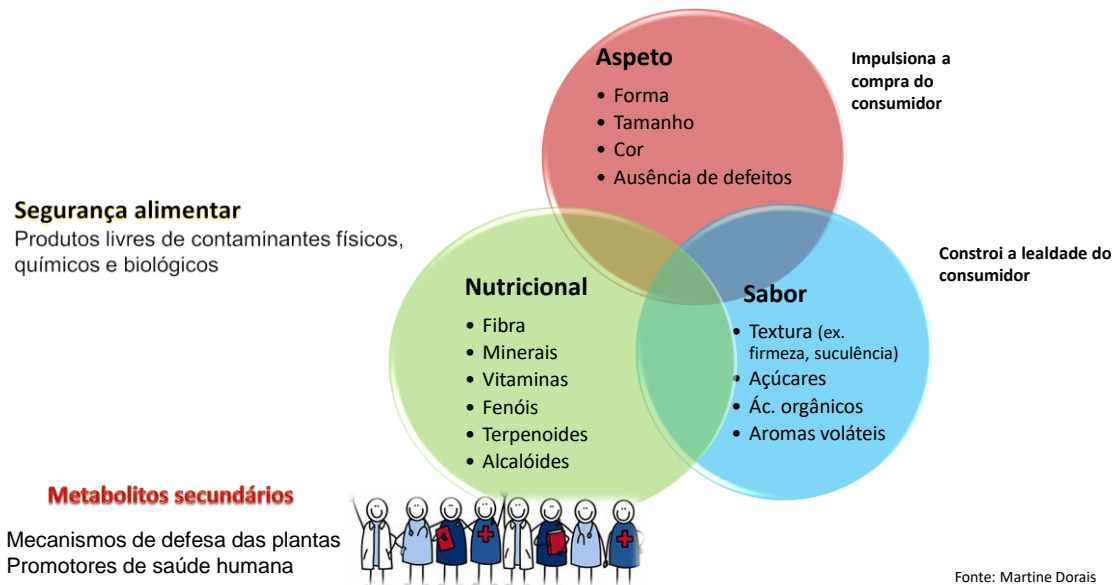 Aspeto
• Forma
• Tamanho
• Cor
• Ausência de defeitos
Impulsiona a
compra do
consumidor
Segurança alimentar
Produtos livres de contaminantes físicos,
químicos e biológicos
Constroi a lealdade do
consumidor
Nutricional
• Fibra
• Minerais
• Vitaminas
• Fenóis
• Terpenoides
• Alcalóides
Sabor
• Textura (ex.
firmeza, suculência)
• Açúcares
• Ác. orgânicos
• Aromas voláteis
Metabolitos secundários
Mecanismos de defesa das plantas
Promotores de saúde humana
Fonte: Martine Dorais